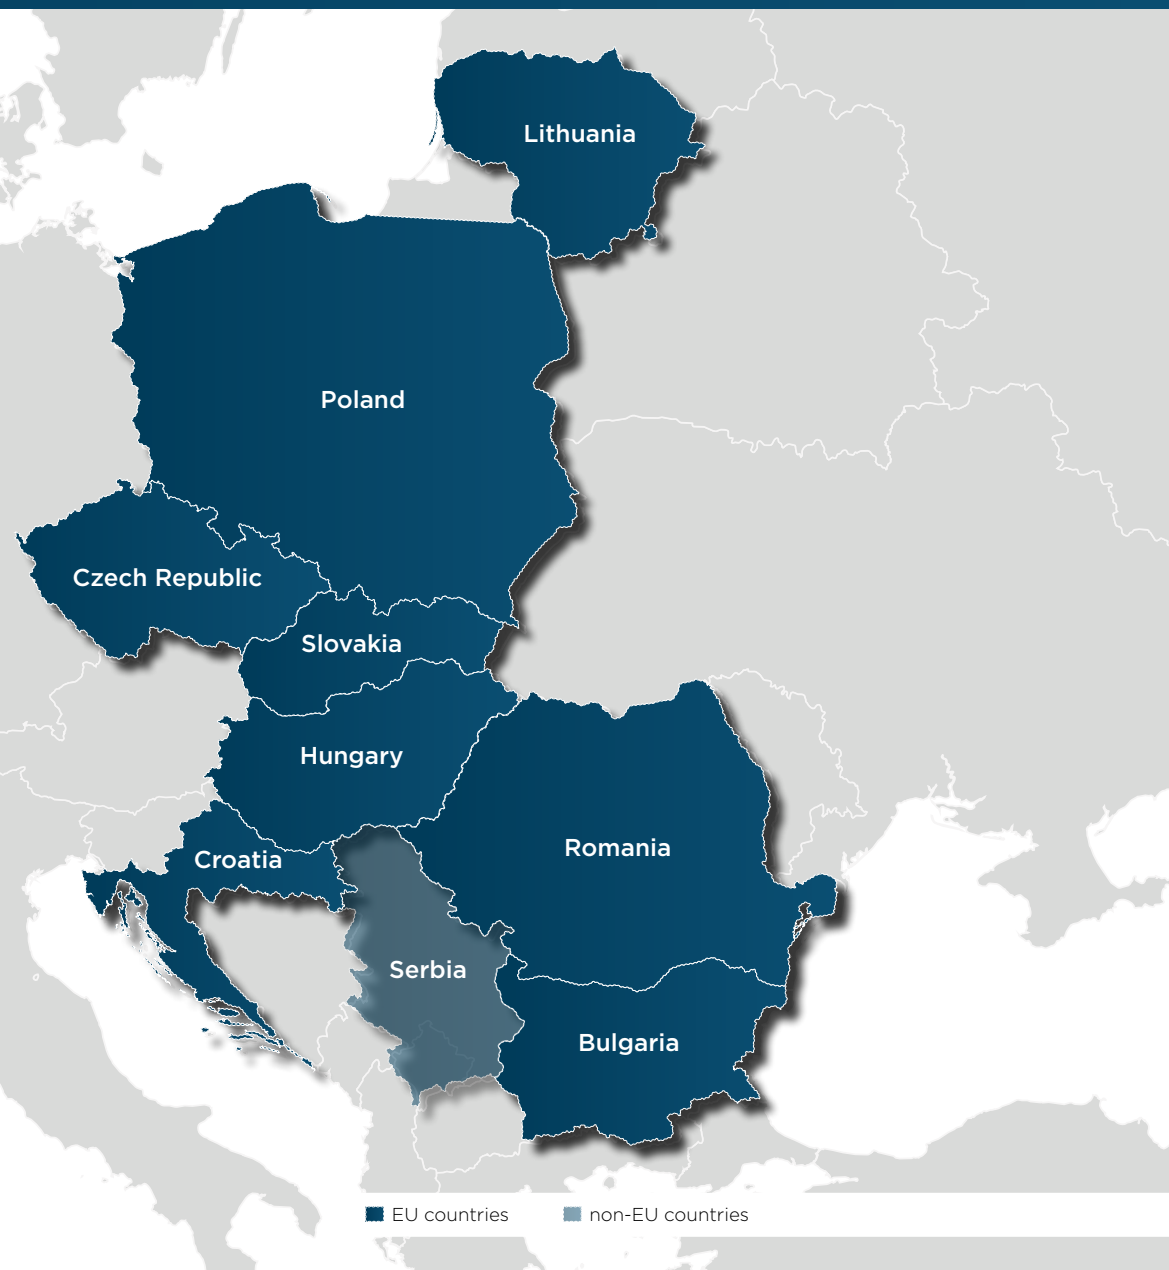 Lithuania
Poland
Czech Republic
Slovakia
Hungary
Romania
Croatia
Serbia
Bulgaria
EU countries
non-EU countries